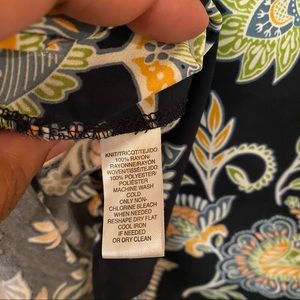 KNIT/TRICOT/TEJIDO
100% RAYON/
RAYONNE/RAYON
WOVEN/TISSE/TEJIDO
100% POLYESTER/
POLIESTER
MACHINE WASH
COLD
ONLY NON-
CHLORINE BLEACH
WHEN NEEDED
RESHAPE DRY FLAT
COOL IRON
IF NEEDED
OR DRY CLEAN